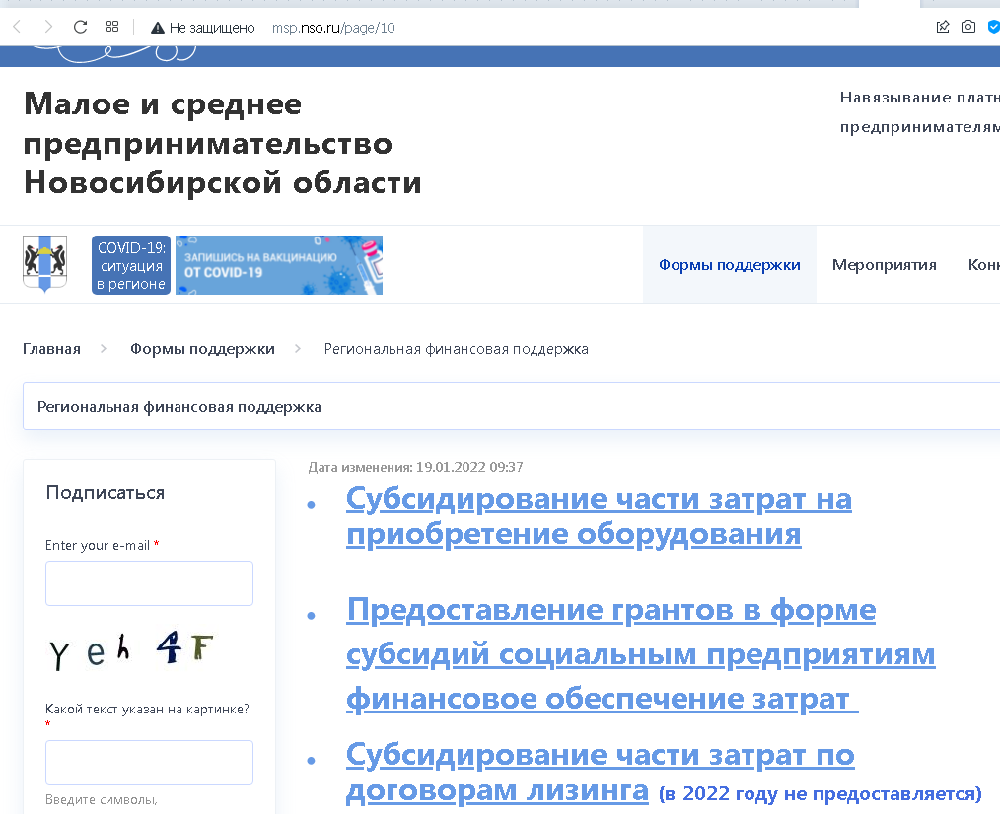 Не защищено msp.nso.ru/page/10
Малое и среднее
предпринимательство
Новосибирской области
Навязывание
предпринимателям
COVID-19:
ситуация
в регионе
ЗАПИШИСЬ НА ВАКЦИНАЦИЮ
ОТ COVID-19
Формы поддержки Мероприятия
Главная Формы поддержки Региональная финансовая поддержка
Региональная финансовая поддержка
Дата изменения: 19.01.2022 09:37
Подписаться
Enter your e-mail *
Yeh 4F
Какой текст указан на картинке?
*
Введите символы,
Субсидирование части затрат на
приобретение оборудования
Предоставление грантов в форме
субсидий социальным предприятиям
финансовое обеспечение затрат
Субсидирование части затрат по
договорам лизинга (в 2022 году не предоставляется)